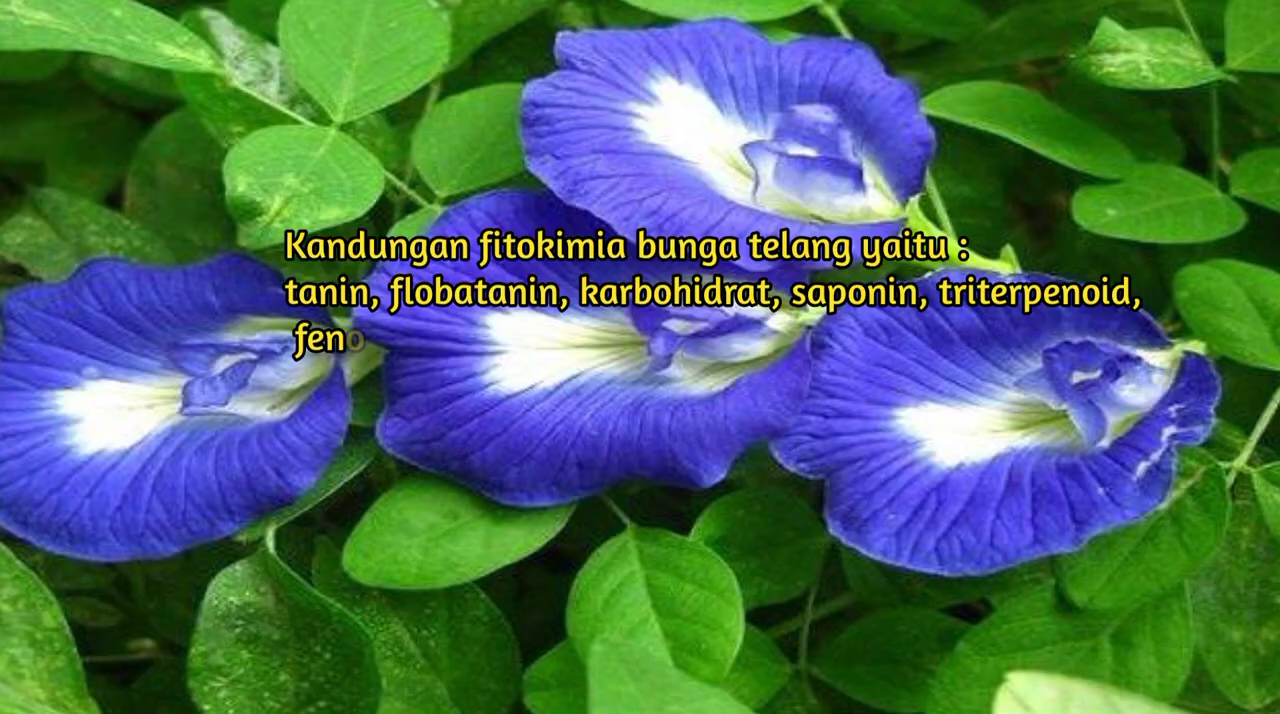 Kandungan fitokimia bunga telang yaitu :
tanin, flobatanin, karbohidrat, saponin, triterpenoid,
feno